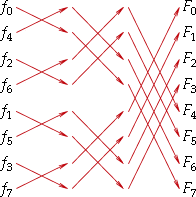 f₀ F₀
f₄ F₁
f₂ F₂
f₆ F₃
f₁ F₄
f₅ F₅
f₃ F₆
f₇ F₇